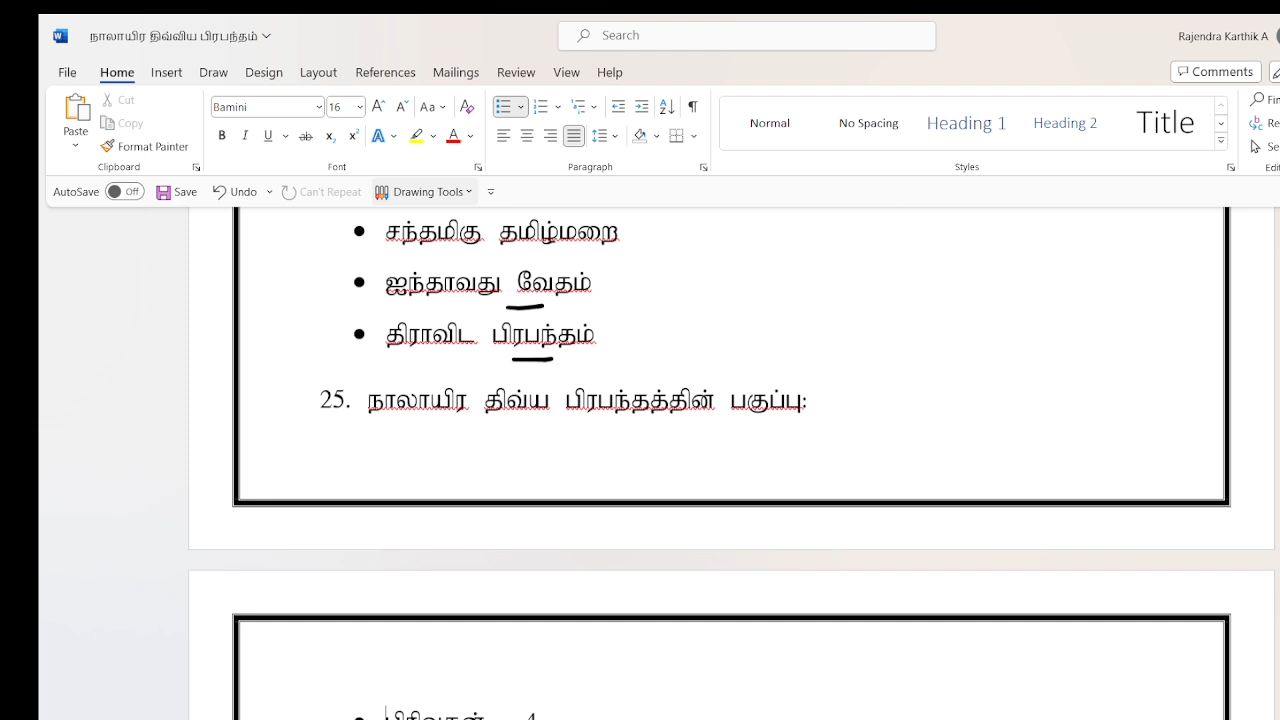 நாலாயிர திவ்விய பிரபந்தம்
Search
Rajendra Karthik A
File Home Insert Draw Design Layout References Mailings Review View Help
Comments
Paste
Cut
Copy
Format Painter
Clipboard
Bamini 16
Font
Paragraph
Normal No Spacing Heading 1 Heading 2 Title
Styles
AutoSave Off Save Undo Can't Repeat Drawing Tools
• சந்தமிகு தமிழ்மறை
• ஐந்தாவது வேதம்
• திராவிட பிரபந்தம்
25. நாலாயிர திவ்ய பிரபந்தத்தின் பகுப்பு: